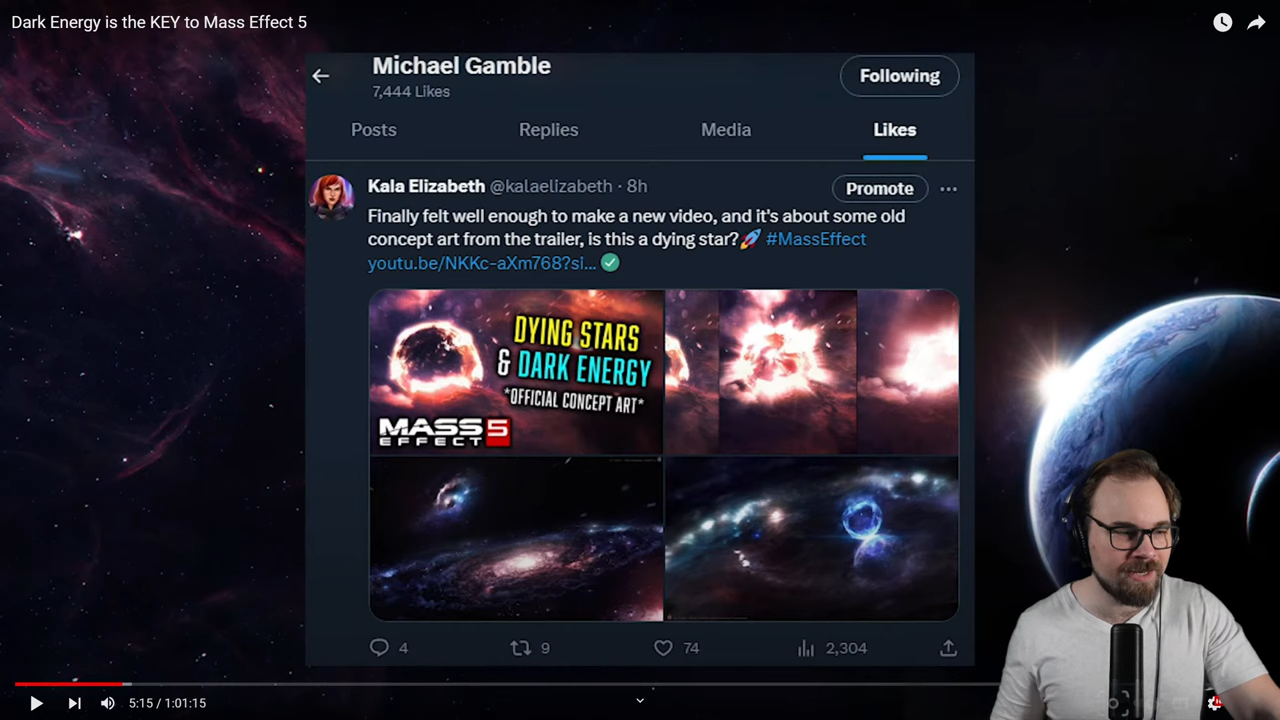 Dark Energy is the KEY to Mass Effect 5
Michael Gamble
7,444 Likes
Following
Posts
Replies
Media
Likes
Kala Elizabeth @kalaelizabeth · 8h
Promote
Finally felt well enough to make a new video, and it's about some old
concept art from the trailer, is this a dying star?🚀 #MassEffect
youtu.be/NKKc-aXm768?si...
DYING STARS
& DARK ENERGY
*OFFICIAL CONCEPT ART*
MASS 5
EFFECT
4
9
74
2,304
5:15 / 1:01:15